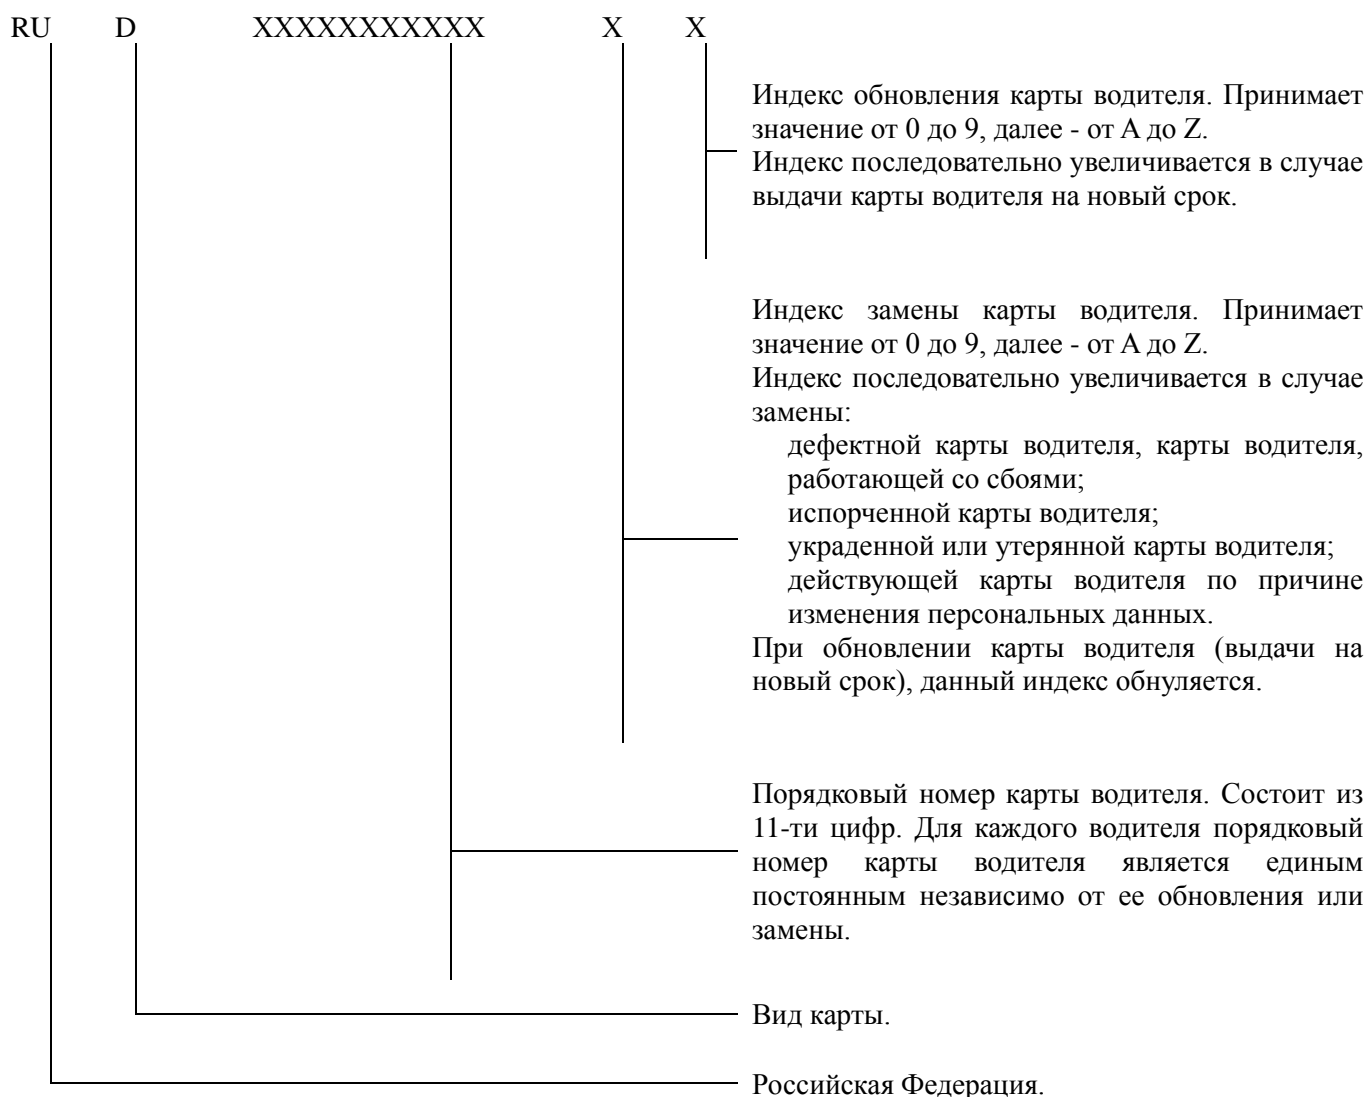 RU D XXXXXXXXXXX X X
Индекс обновления карты водителя. Принимает
значение от 0 до 9, далее - от A до Z.
Индекс последовательно увеличивается в случае
выдачи карты водителя на новый срок.
Индекс замены карты водителя. Принимает
значение от 0 до 9, далее - от A до Z.
Индекс последовательно увеличивается в случае
замены:
дефектной карты водителя, карты водителя,
работающей со сбоями;
испорченной карты водителя;
украденной или утерянной карты водителя;
действующей карты водителя по причине
изменения персональных данных.
При обновлении карты водителя (выдачи на
новый срок), данный индекс обнуляется.
Порядковый номер карты водителя. Состоит из
11-ти цифр. Для каждого водителя порядковый
номер карты водителя является единым
постоянным независимо от ее обновления или
замены.
Вид карты.
Российская Федерация.